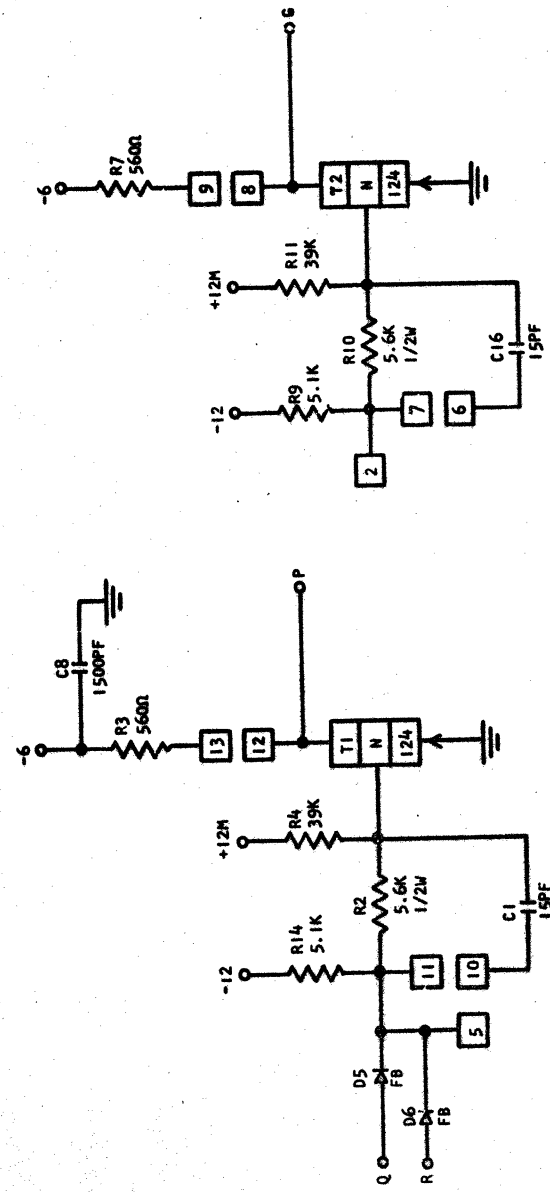 -6
C8
1500PF
R3
560Ω
13
12
P
+12M
R4
39K
-12
R14
5.1K
R2
5.6K
1/2W
T1
N
124
11
10
C1
15PF
D5
FB
Q
D6
FB
R
5
-6
R7
560Ω
9
8
G
+12M
R11
39K
-12
R9
5.1K
R10
5.6K
1/2W
T2
N
124
2
7
6
C16
15PF